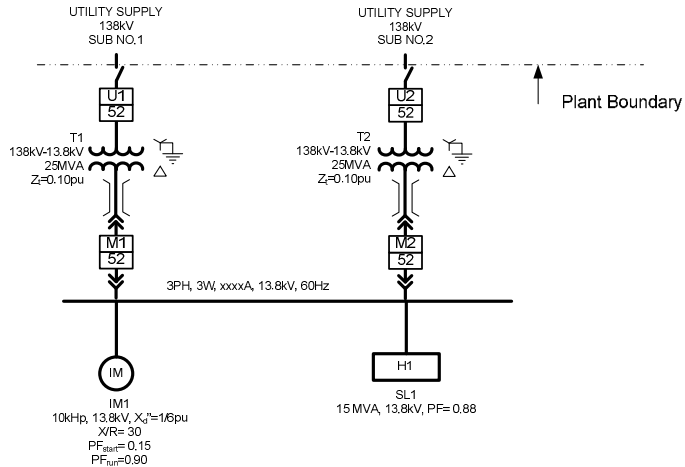 UTILITY SUPPLY
138kV
SUB NO.1
UTILITY SUPPLY
138kV
SUB NO.2
Plant Boundary
U1
52
U2
52
T1
138kV-13.8kV
25MVA
Zt=0.10pu
T2
138kV-13.8kV
25MVA
Zt=0.10pu
M1
52
M2
52
3PH, 3W, xxxxA, 13.8kV, 60Hz
IM
H1
IM1
10kHp, 13.8kV, Xd"=1/6pu
X/R= 30
PFstart= 0.15
PFrun=0.90
SL1
15 MVA, 13.8kV, PF= 0.88